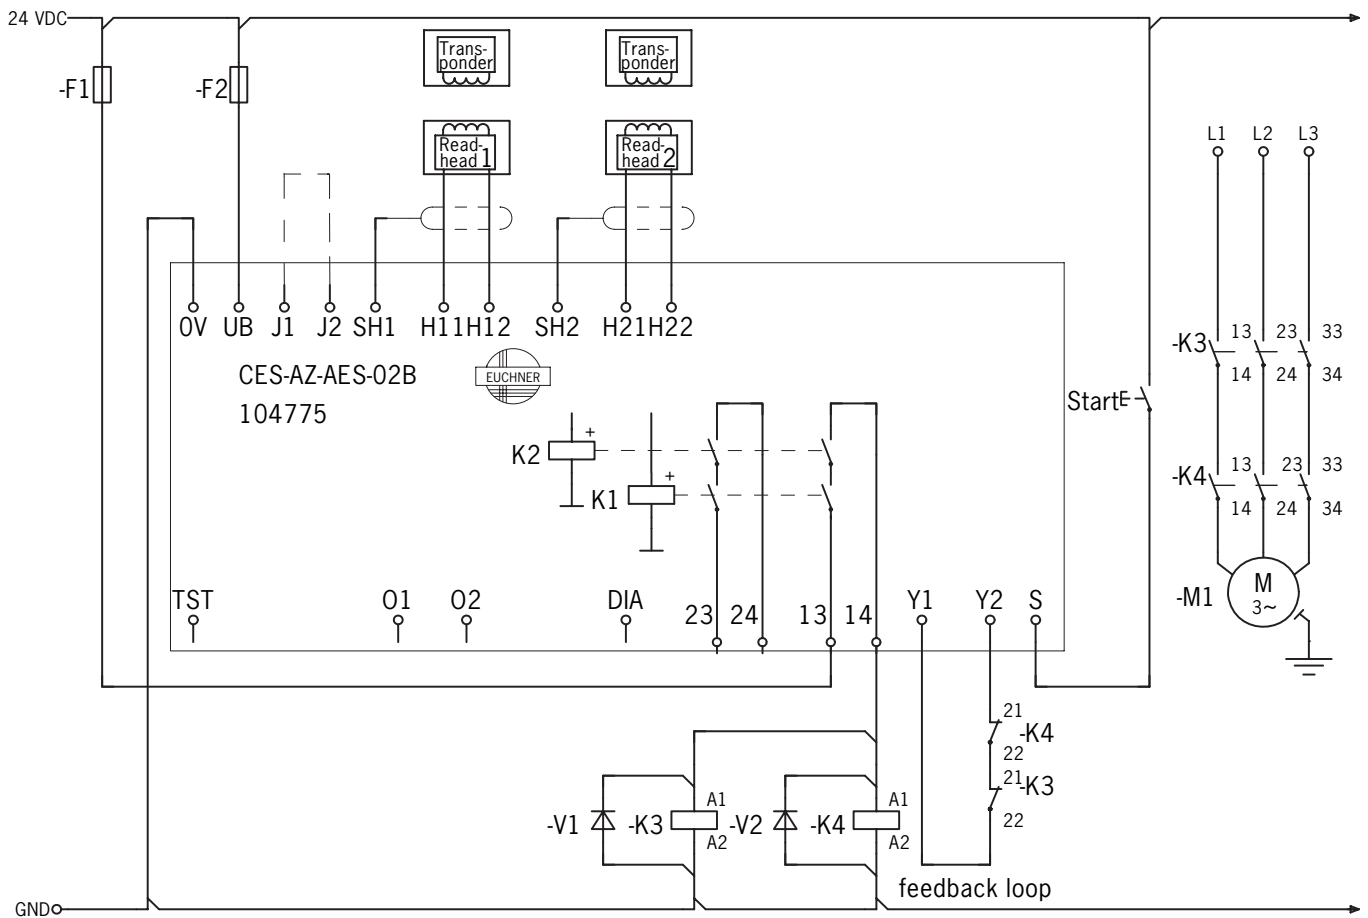 24 VDC
-F1
-F2
Trans-
ponder
Trans-
ponder
Read-
head 1
Read-
head 2
L1 L2 L3
0V UB J1 J2 SH1 H11 H12 SH2 H21 H22
CES-AZ-AES-02B
104775
EUCHNER
-K3
13 23 33
14 24 34
Start
K2
+
K1
+
-K4
13 23 33
14 24 34
M
3~
-M1
TST O1 O2 DIA 23 24 13 14 Y1 Y2 S
21
-K4
22
21
-K3
22
-V1
-K3
A1
A2
-V2
-K4
A1
A2
feedback loop
GND